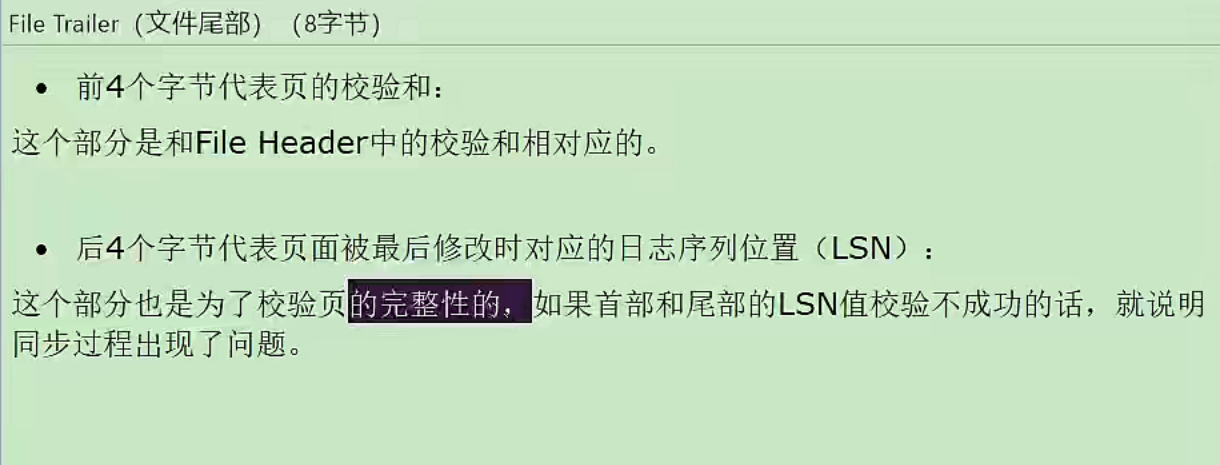 File Trailer（文件尾部）（8字节）
• 前4个字节代表页的校验和：
这个部分是和File Header中的校验和相对应的。
• 后4个字节代表页面被最后修改时对应的日志序列位置（LSN）：
这个部分也是为了校验页的完整性的，如果首部和尾部的LSN值校验不成功的话，就说明
同步过程出现了问题。